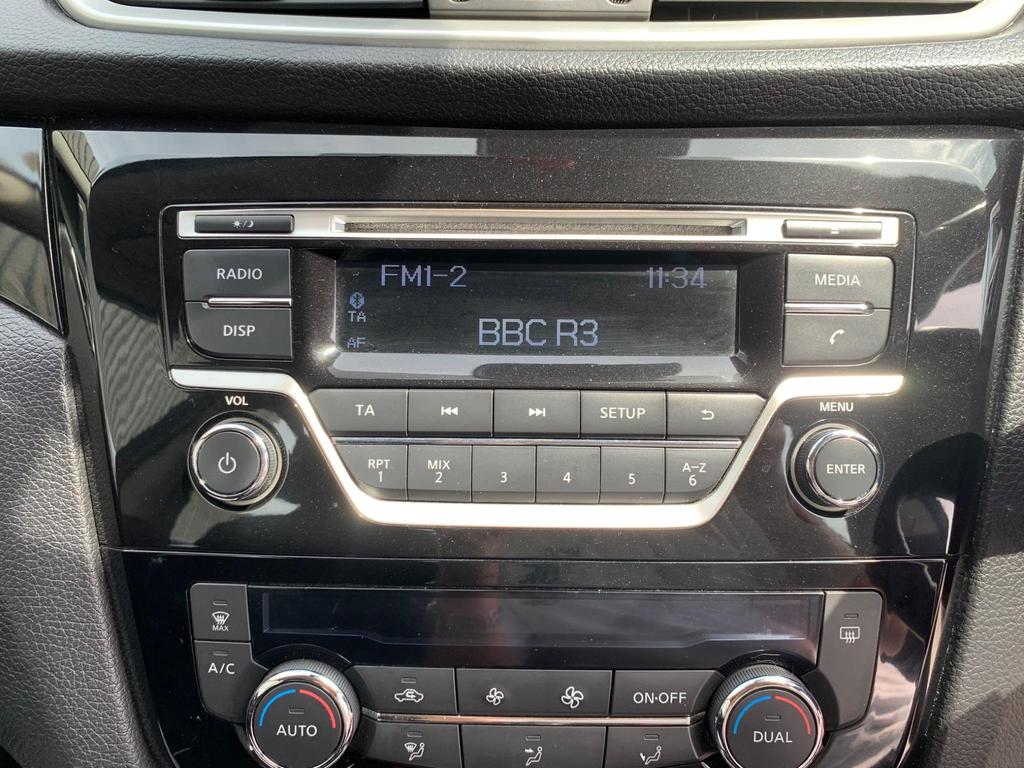 FM1-2 11:34
TA
AF
BBC R3
RADIO
DISP
MEDIA
VOL
MENU
TA SETUP
RPT MIX A-Z
1 2 3 4 5 6
ENTER
MAX
A/C
ON·OFF
AUTO
DUAL